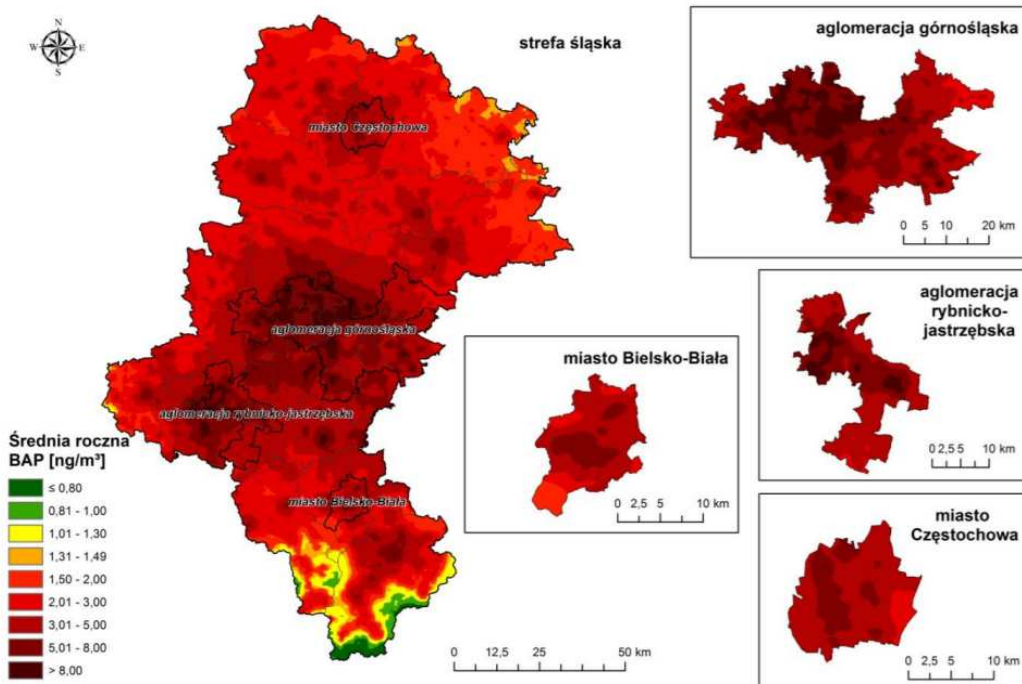 N
W E
S
strefa śląska
miasto Częstochowa
aglomeracja górnośląska
aglomeracja rybnicko-jastrzębska
miasto Bielsko-Biała
Średnia roczna
BAP [ng/m³]
≤ 0,80
0,81 - 1,00
1,01 - 1,30
1,31 - 1,49
1,50 - 2,00
2,01 - 3,00
3,01 - 5,00
5,01 - 8,00
> 8,00
0 12,5 25 50 km
miasto Bielsko-Biała
0 2,5 5 10 km
aglomeracja górnośląska
0 5 10 20 km
aglomeracja
rybnicko-
jastrzębska
0 2,5 5 10 km
miasto
Częstochowa
0 2,5 5 10 km